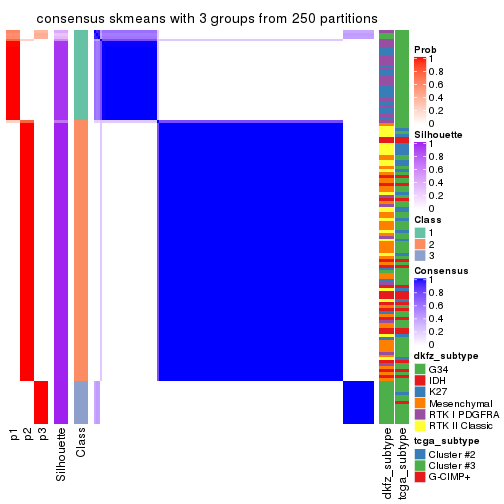 consensus skmeans with 3 groups from 250 partitions
Prob
1
0.8
0.6
0.4
0.2
0
Silhouette
1
0.8
0.6
0.4
0.2
0
Class
1
2
3
Consensus
1
0.8
0.6
0.4
0.2
0
dkfz_subtype
G34
IDH
K27
Mesenchymal
RTK I PDGFRA
RTK II Classic
tcga_subtype
Cluster #2
Cluster #3
G-CIMP+
p1
p2
p3
Silhouette
Class
dkfz_subtype
tcga_subtype